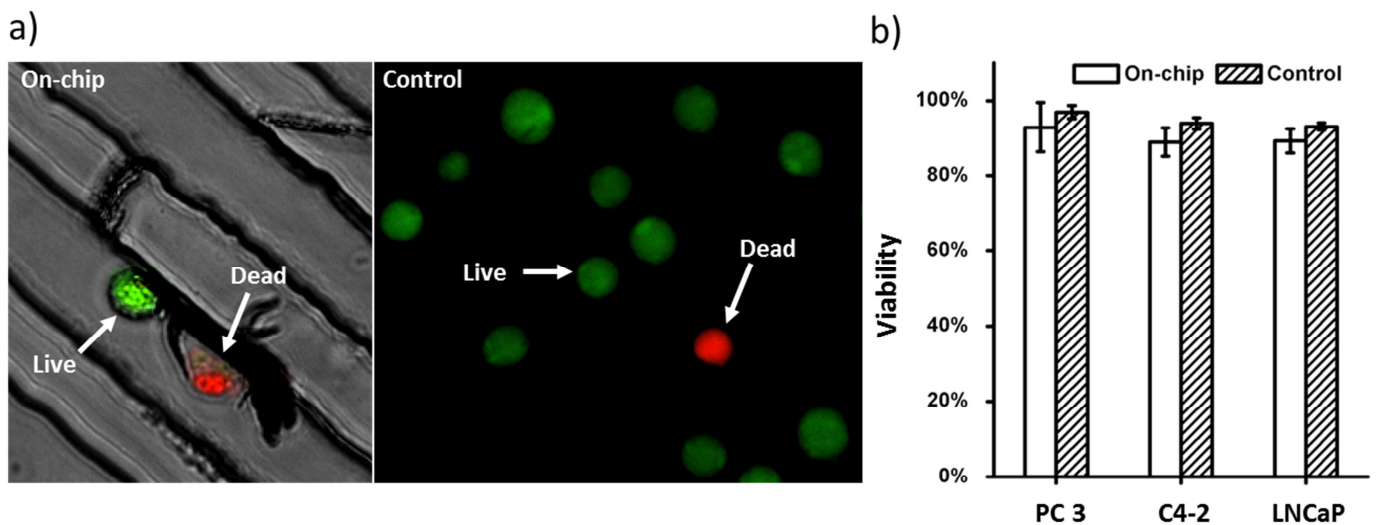 a)
On-chip
Dead
Live
Control
Live
Dead
b)
On-chip Control
100%
80%
60%
40%
20%
0%
Viability
PC 3 C4-2 LNCaP